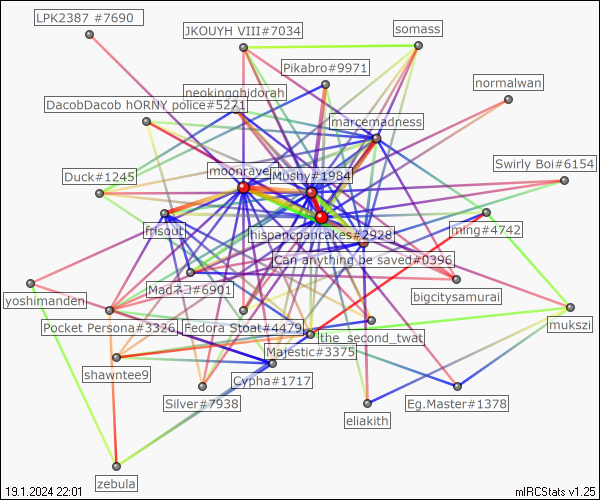 LPK2387 #7690
JKOUYH VIII#7034
somass
Pikabro#9971
normalwan
neokingghidorah
DacobDacob hORNY police#5271
marcemadness
Swirly Boi#6154
Duck#1245
moonrave
Mushy#1984
frisout
hispanicpancakes#2928
ming#4742
Can anything be saved#0396
Madネコ#6901
bigcitysamurai
yoshimanden
Pocket Persona#3326
Fedora Stoat#4479
the_second_twat
mukszi
Majestic#3375
shawntee9
Cypha#1717
Silver#7938
Eg.Master#1378
eliakith
zebula
19.1.2024 22:01
mIRCStats v1.25